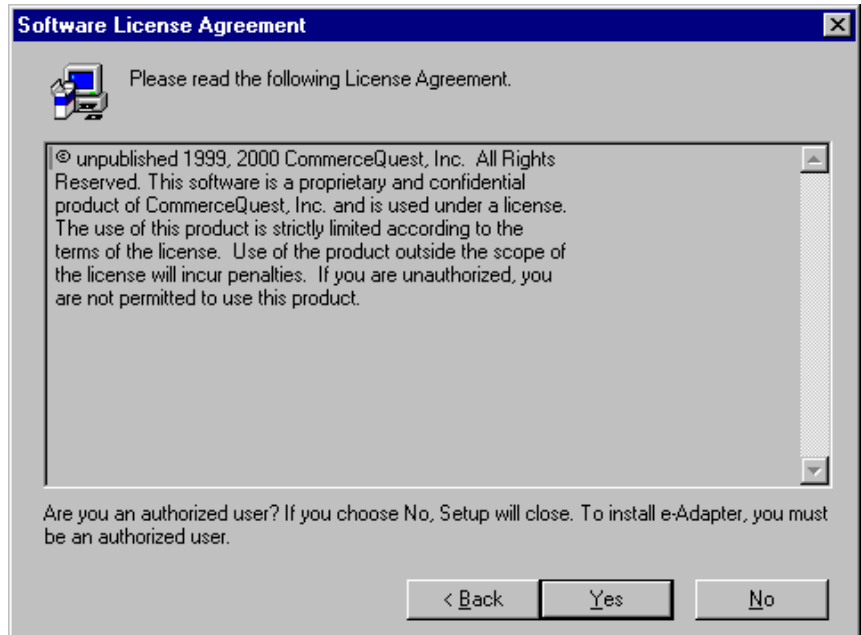 Software License Agreement
Please read the following License Agreement.
© unpublished 1999, 2000 CommerceQuest, Inc.  All Rights
Reserved. This software is a proprietary and confidential
product of CommerceQuest, Inc. and is used under a license.
The use of this product is strictly limited according to the
terms of the license.  Use of the product outside the scope of
the license will incur penalties.  If you are unauthorized, you
are not permitted to use this product.
Are you an authorized user? If you choose No, Setup will close. To install e-Adapter, you must
be an authorized user.
< Back Yes No